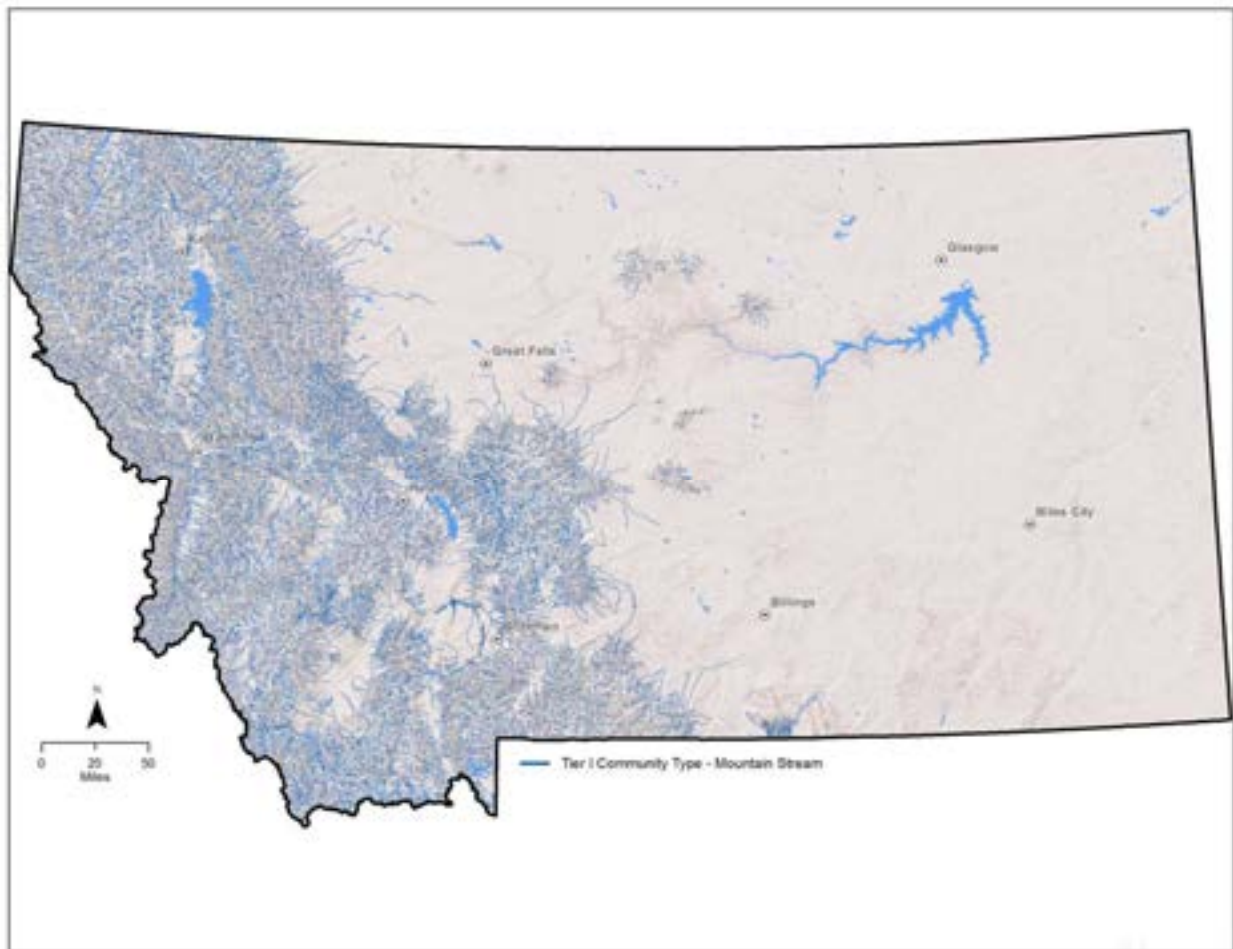 Glasgow
Great Falls
Miles City
Billings
N
0 25 50
Miles
Tier I Community Type - Mountain Stream